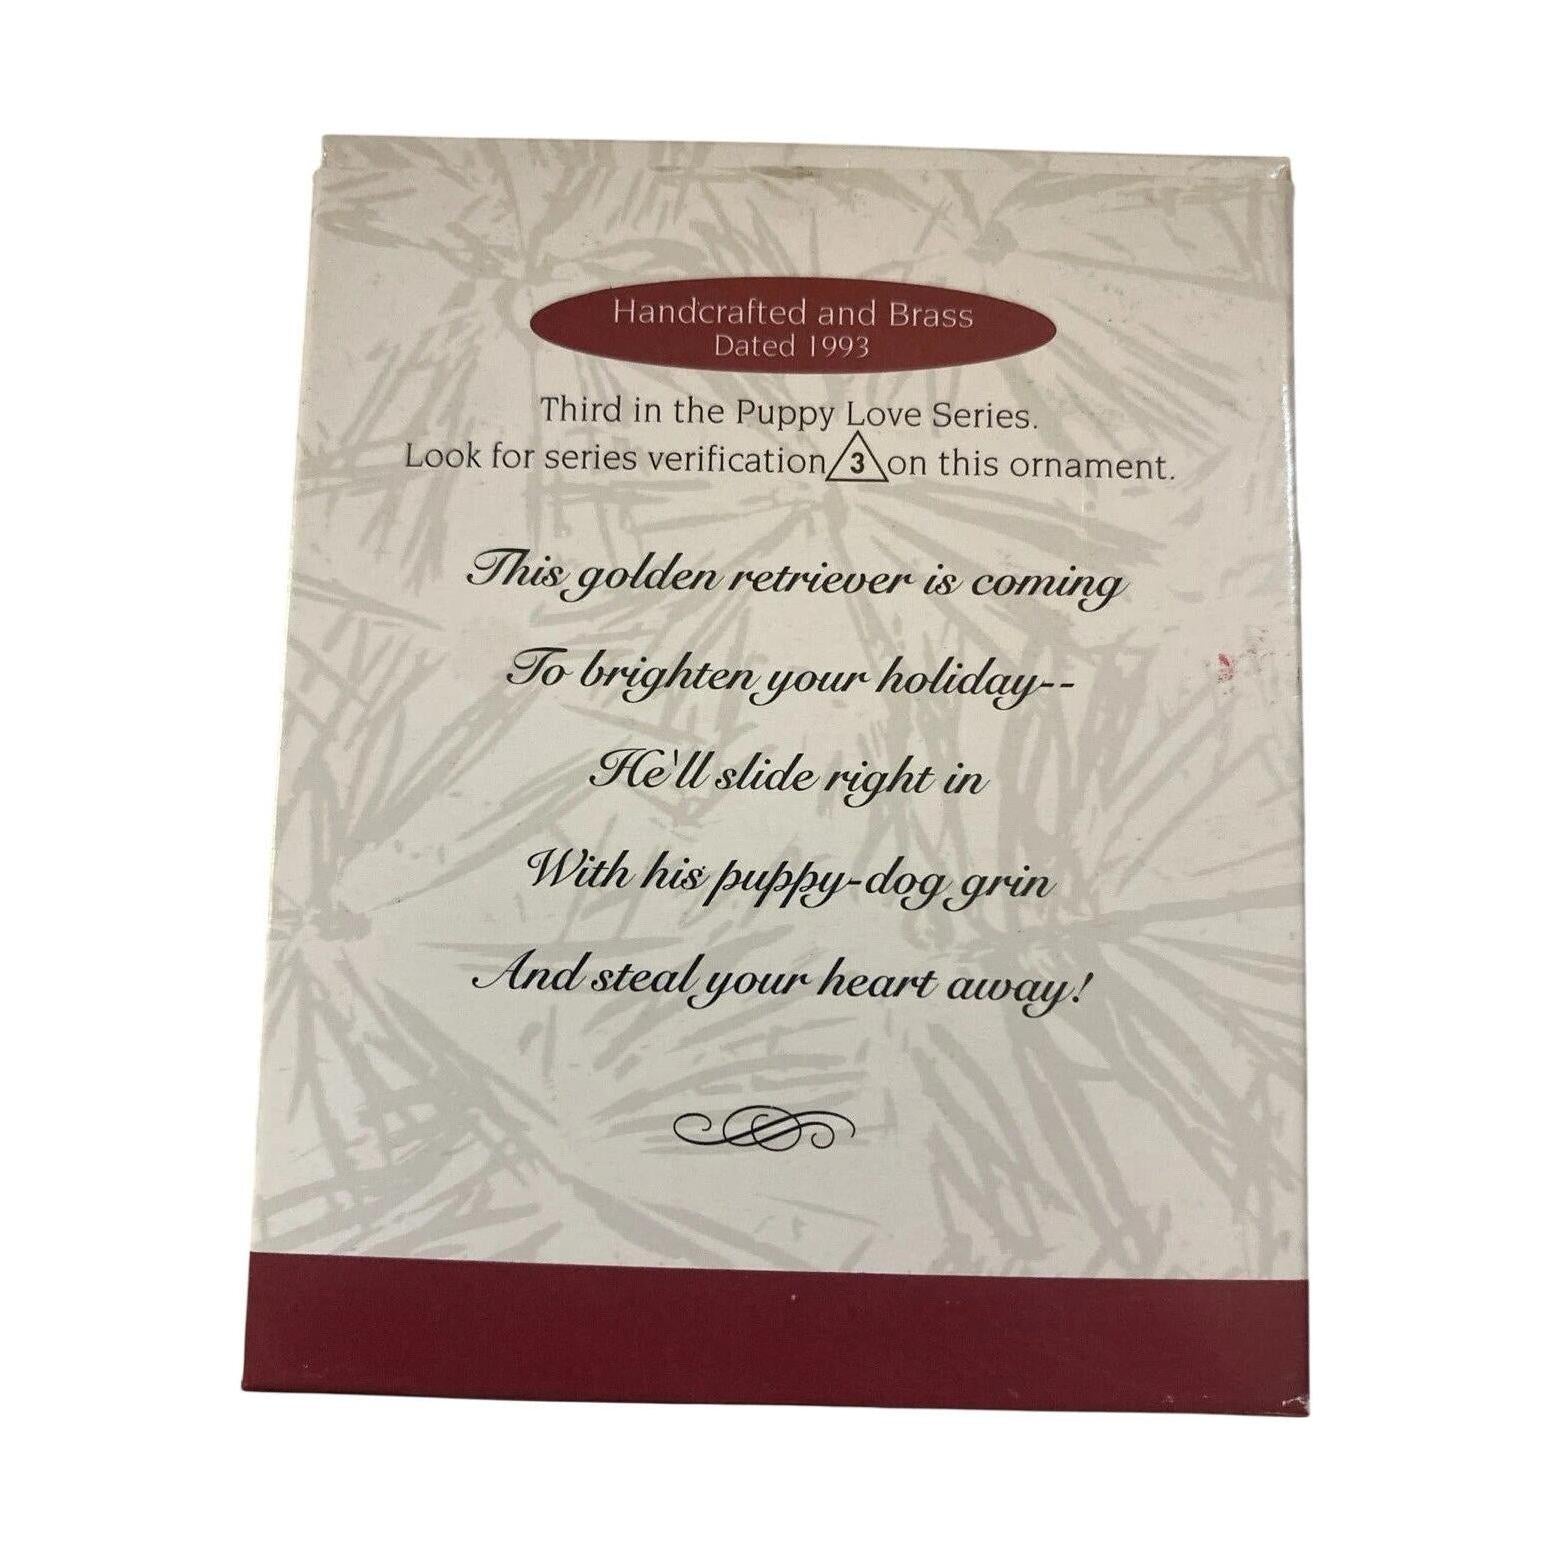 Handcrafted and Brass
Dated 1993
Third in the Puppy Love Series.
Look for series verification 3 on this ornament.
This golden retriever is coming
To brighten your holiday--
He'll slide right in
With his puppy-dog grin
And steal your heart away!